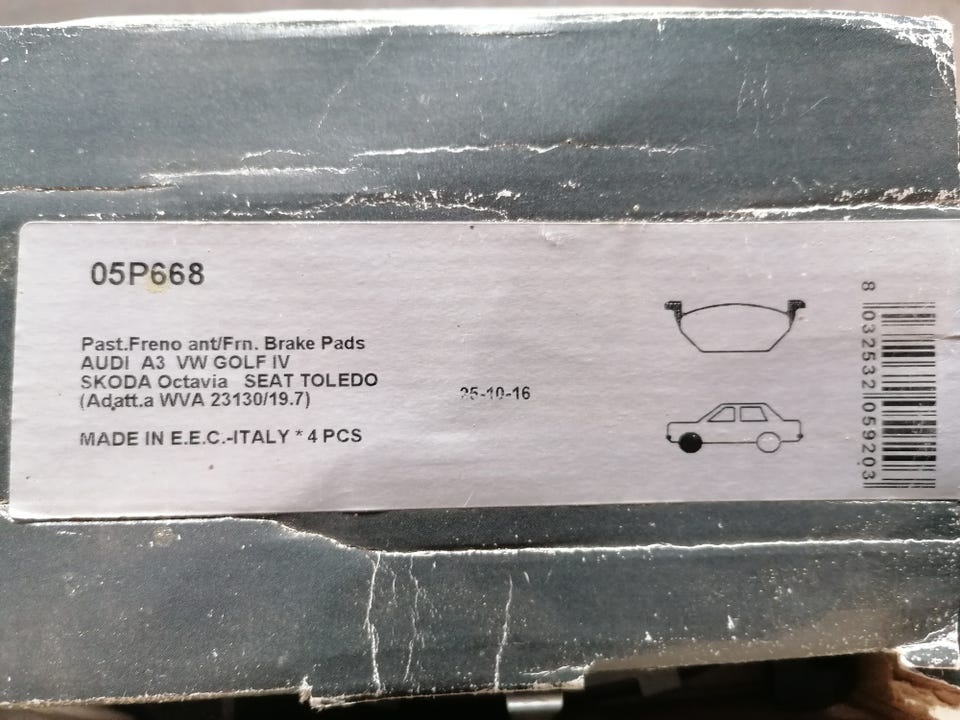 05P668
Past.Freno ant/Frn. Brake Pads
AUDI A3 VW GOLF IV
SKODA Octavia SEAT TOLEDO
(Adatt.a WVA 23130/19.7)
25-10-16
MADE IN E.E.C.-ITALY * 4 PCS
8 032532 059203